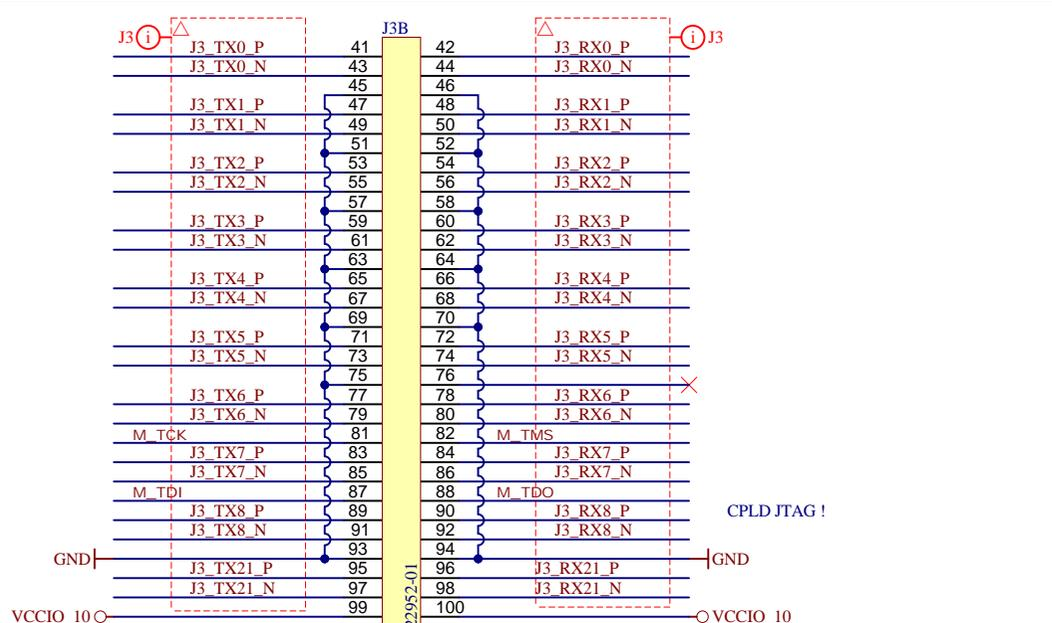 J3B
J3 i J3_TX0_P 41 42 J3_RX0_P i J3
J3_TX0_N 43 44 J3_RX0_N
45 46
J3_TX1_P 47 48 J3_RX1_P
J3_TX1_N 49 50 J3_RX1_N
51 52
J3_TX2_P 53 54 J3_RX2_P
J3_TX2_N 55 56 J3_RX2_N
57 58
J3_TX3_P 59 60 J3_RX3_P
J3_TX3_N 61 62 J3_RX3_N
63 64
J3_TX4_P 65 66 J3_RX4_P
J3_TX4_N 67 68 J3_RX4_N
69 70
J3_TX5_P 71 72 J3_RX5_P
J3_TX5_N 73 74 J3_RX5_N
75 76
J3_TX6_P 77 78 J3_RX6_P
J3_TX6_N 79 80 J3_RX6_N
M_TCK 81 82 M_TMS
J3_TX7_P 83 84 J3_RX7_P
J3_TX7_N 85 86 J3_RX7_N
M_TDI 87 88 M_TDO
J3_TX8_P 89 90 J3_RX8_P CPLD JTAG !
J3_TX8_N 91 92 J3_RX8_N
GND 93 94 GND
J3_TX21_P 95 96 J3_RX21_P
J3_TX21_N 97 98 J3_RX21_N
VCCIO_10 99 100 VCCIO_10
22952-01